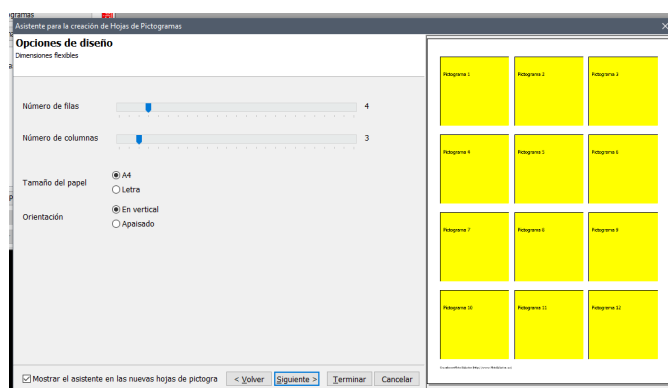 Asistente para la creación de Hojas de Pictogramas
Opciones de diseño
Dimensiones flexibles
Número de filas 4
Número de columnas 3
Tamaño del papel
A4
Letra
Orientación
En vertical
Apaisado
Mostrar el asistente en las nuevas hojas de pictogra
< Volver
Siguiente >
Terminar
Cancelar
Pictograma 1
Pictograma 2
Pictograma 3
Pictograma 4
Pictograma 5
Pictograma 6
Pictograma 7
Pictograma 8
Pictograma 9
Pictograma 10
Pictograma 11
Pictograma 12